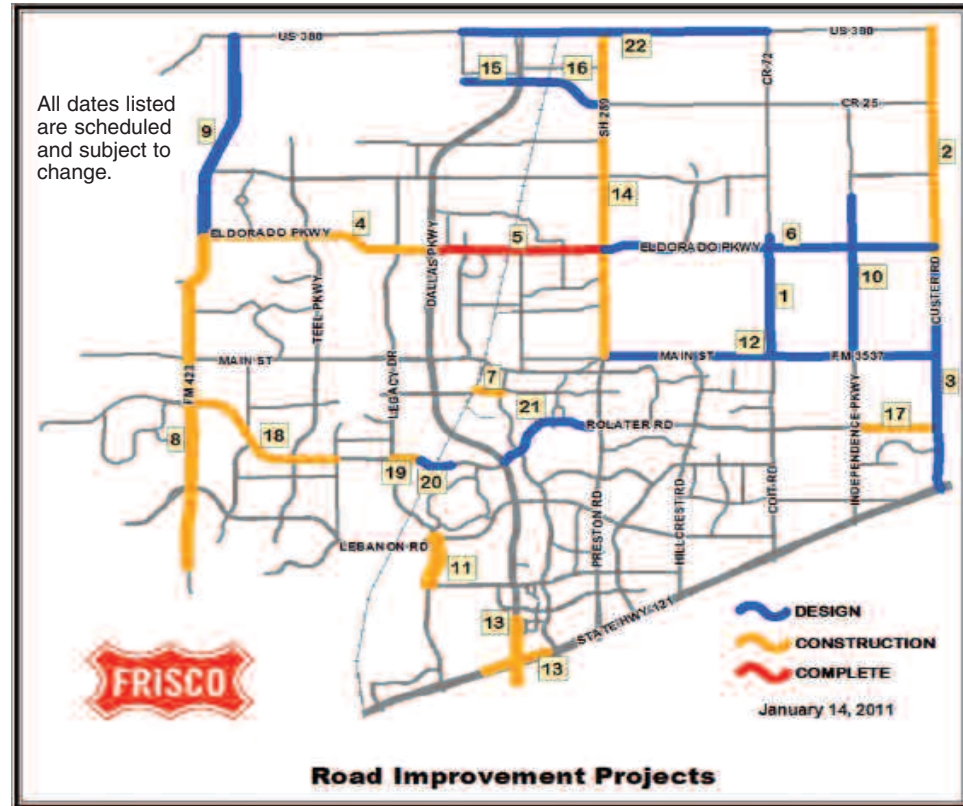 US 380
US 380
22
15
16
CR-72
All dates listed
are scheduled
and subject to
change.
CR-25
SH 289
9
2
14
4
ELDORADO PKWY
5
ELDORADO PKWY
6
DALLAS PKWY
10
1
CUSTER RD
TEEL PKWY
12
MAIN ST
MAIN ST
FM 3537
LEGACY DR
7
3
FM 423
21
ROLATER RD
17
8
18
INDEPENDENCE PKWY
19
20
PRESTON RD
HILLCREST RD
COIT RD
LEBANON RD
11
13
STATE HWY 121
13
DESIGN
CONSTRUCTION
COMPLETE
FRISCO
January 14, 2011
Road Improvement Projects